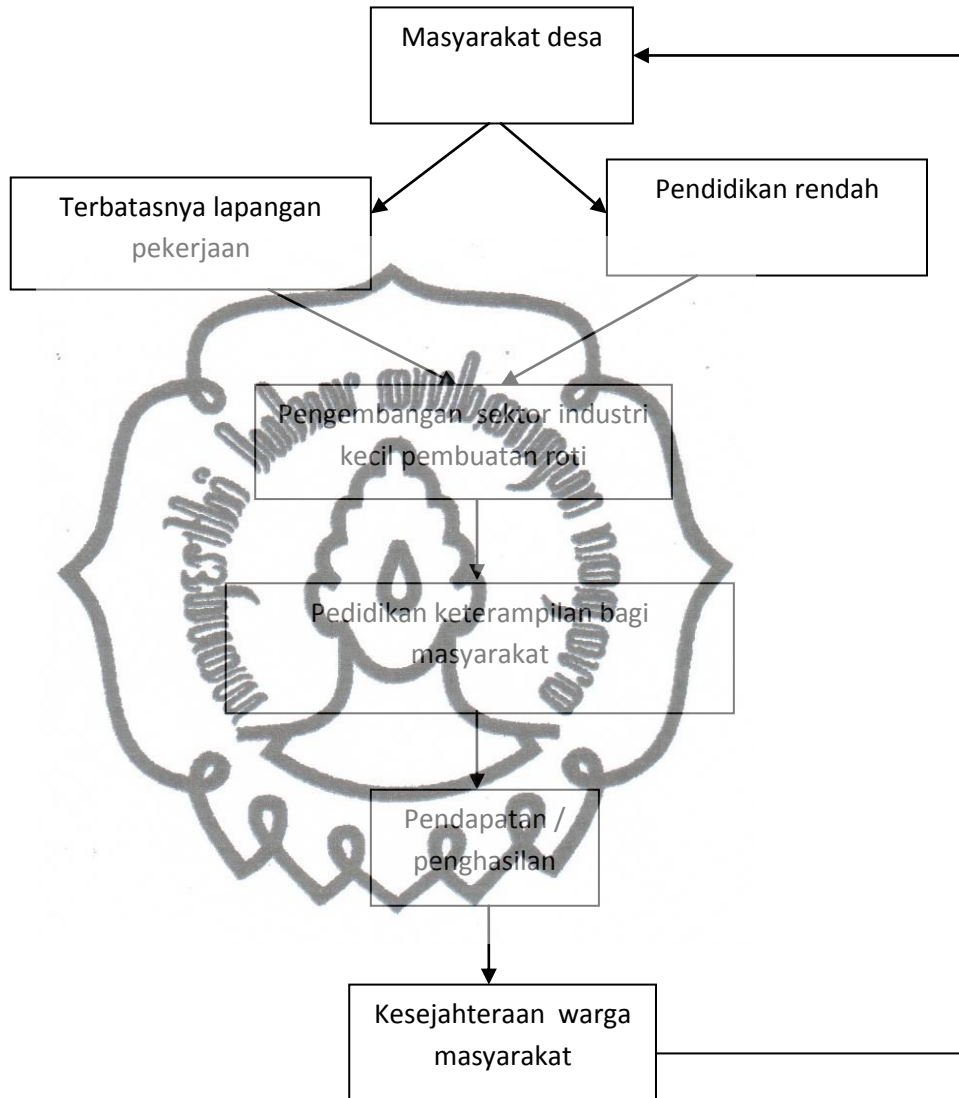 Masyarakat desa
Terbatasnya lapangan
pekerjaan
Pendidikan rendah
Pengembangan sektor industri
kecil pembuatan roti
Pedidikan keterampilan bagi
masyarakat
Pendapatan /
penghasilan
Kesejahteraan warga
masyarakat